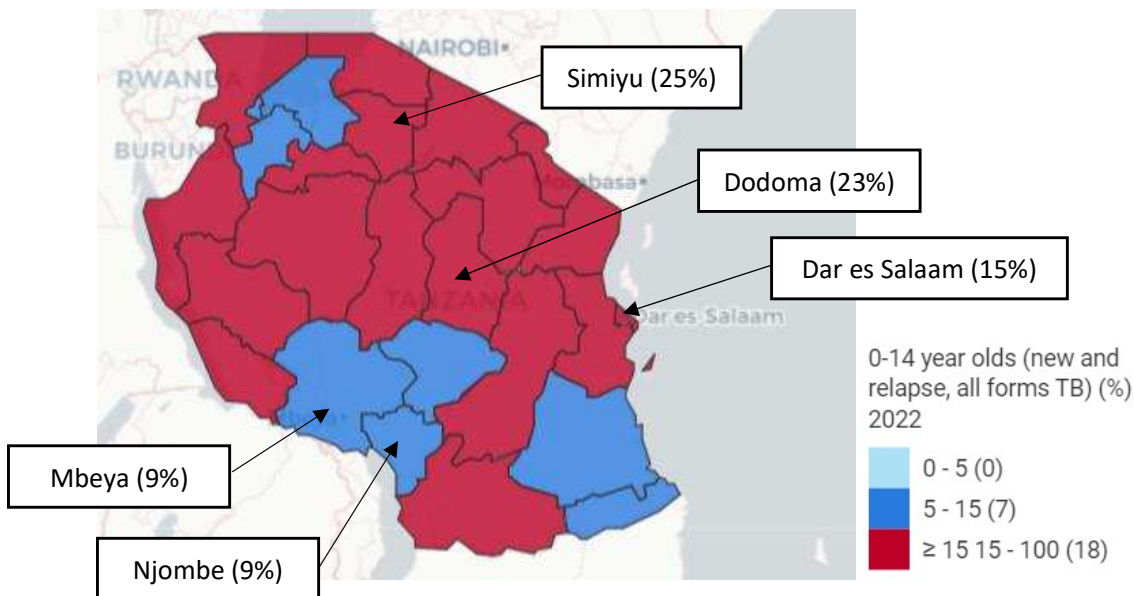 NAIROBI
Simiyu (25%)
RWANDA
BURUND
Dodoma (23%)
Mombasa
Dar es Salaam (15%)
TANZANIA
Dar es Salaam
0-14 year olds (new and
relapse, all forms TB) (%)
2022
0 - 5 (0)
5 - 15 (7)
≥ 15 15 - 100 (18)
Mbeya (9%)
Njombe (9%)